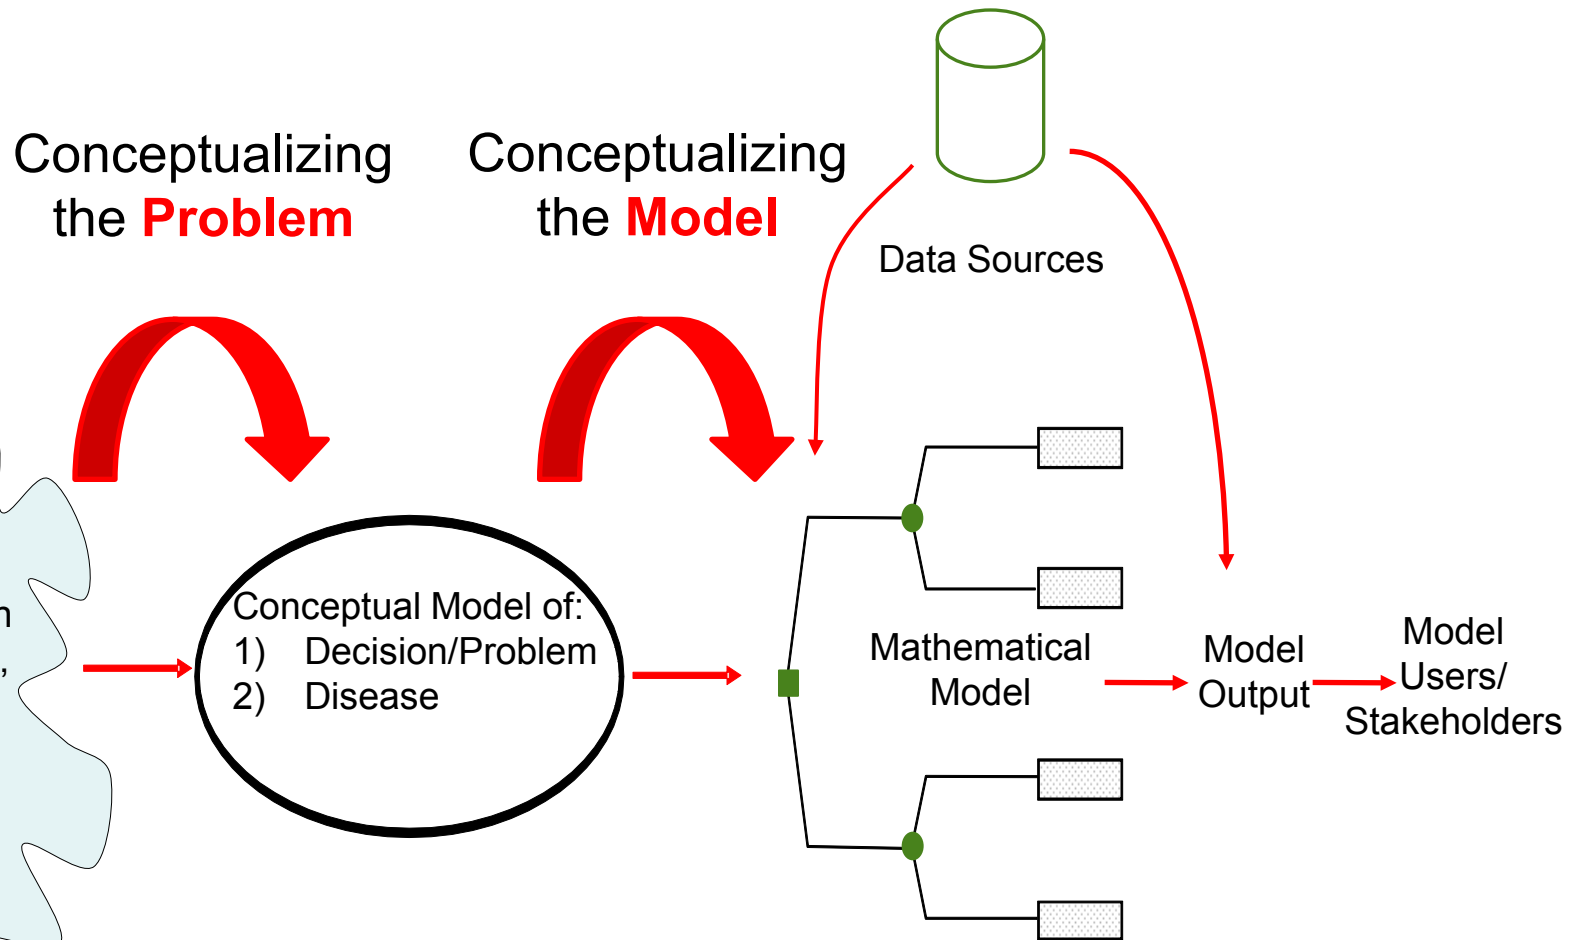 Conceptualizing
the Problem
Conceptualizing
the Model
Data Sources
Conceptual Model of:
1) Decision/Problem
2) Disease
Mathematical
Model
Model
Output
Model
Users/
Stakeholders